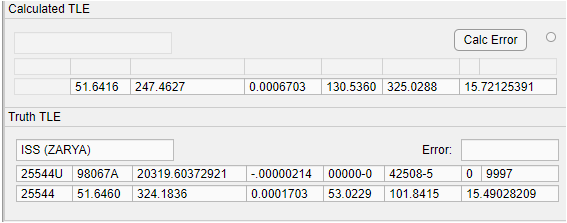 Calculated TLE
Calc Error
51.6416 247.4627 0.0006703 130.5360 325.0288 15.72125391
Truth TLE
ISS (ZARYA) Error:
25544U 98067A 20319.60372921 -.00000214 00000-0 42508-5 0 9997
25544 51.6460 324.1836 0.0001703 53.0229 101.8415 15.49028209